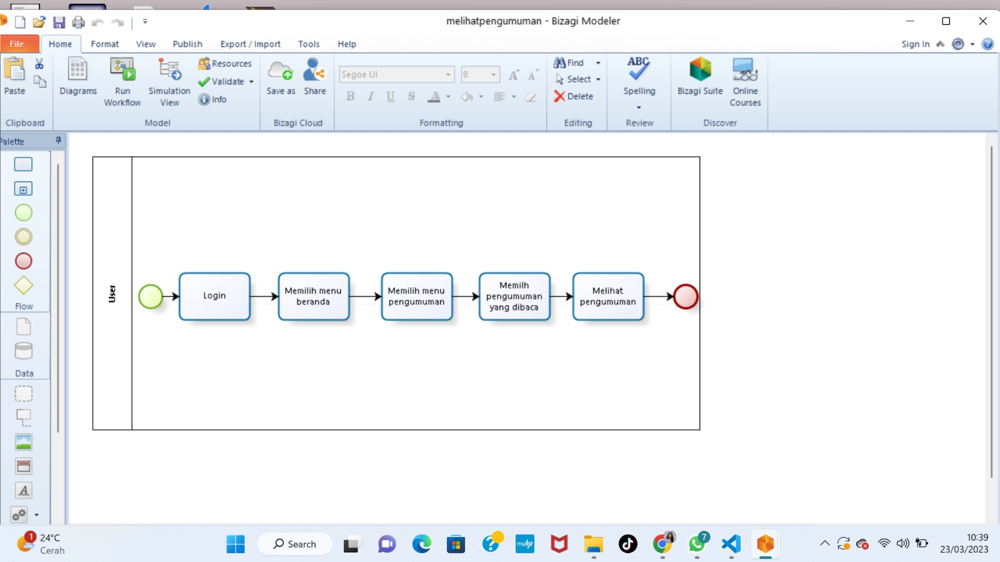 melihatpengumuman - Bizagi Modeler
File
Home
Format
View
Publish
Export / Import
Tools
Help
Sign In
Paste
Clipboard
Diagrams
Run
Workflow
Simulation
View
Resources
Validate
Info
Model
Save as
Share
Bizagi Cloud
Segoe UI
8
B I U S A
Formatting
Find
Select
Delete
Editing
ABC
Spelling
Review
Bizagi Suite
Online
Courses
Discover
Palette
Flow
Data
A
User
Login
Memilih menu
beranda
Memilih menu
pengumuman
Memilh
pengumuman
yang dibaca
Melihat
pengumuman
1
24°C
Cerah
Search
myhp
7
10:39
23/03/2023